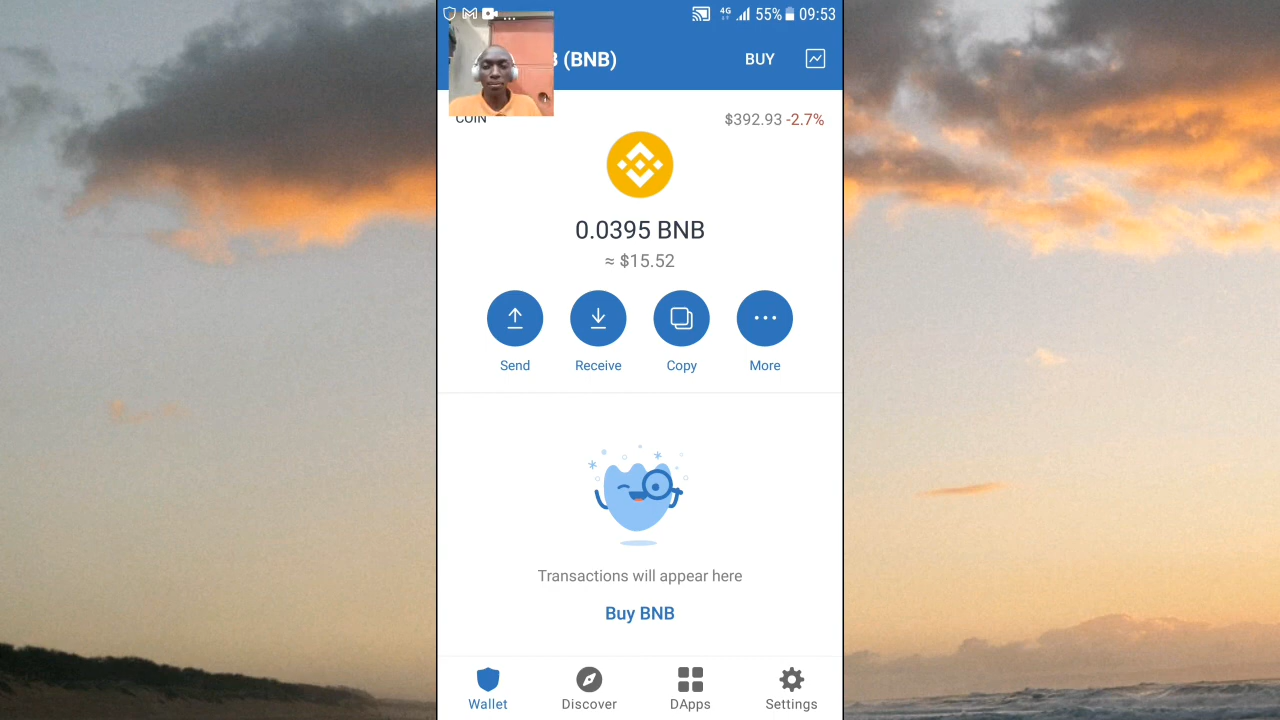 ... 4G 55% 09:53
(BNB) BUY
COIN $392.93 -2.7%
0.0395 BNB
≈ $15.52
Send Receive Copy More
Transactions will appear here
Buy BNB
Wallet Discover DApps Settings